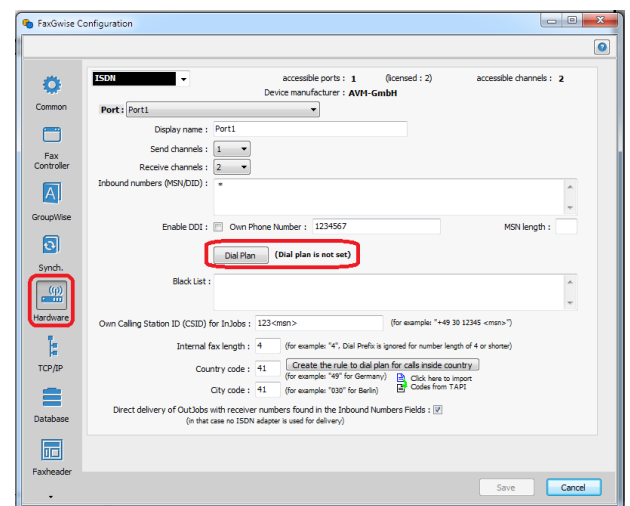 FaxGwise Configuration
Common
Fax
Controller
GroupWise
Synch.
Hardware
TCP/IP
Database
Faxheader
ISDN
accessible ports : 1 (licensed : 2) accessible channels : 2
Device manufacturer : AVM-GmbH
Port : Port1
Display name : Port1
Send channels : 1
Receive channels : 2
Inbound numbers (MSN/DID) : *
Enable DDI : Own Phone Number : 1234567 MSN length :
Dial Plan (Dial plan is not set)
Black List :
Own Calling Station ID (CSID) for InJobs : 123<msn> (for example: "+49 30 12345 <msn>")
Internal fax length : 4 (for example: "4", Dial Prefix is ignored for number length of 4 or shorter)
Country code : 41 Create the rule to dial plan for calls inside country
(for example: "49" for Germany) Click here to import
City code : 41 (for example: "030" for Berlin) Codes from TAPI
Direct delivery of OutJobs with receiver numbers found in the Inbound Numbers Fields :
(in that case no ISDN adapter is used for delivery)
Save Cancel